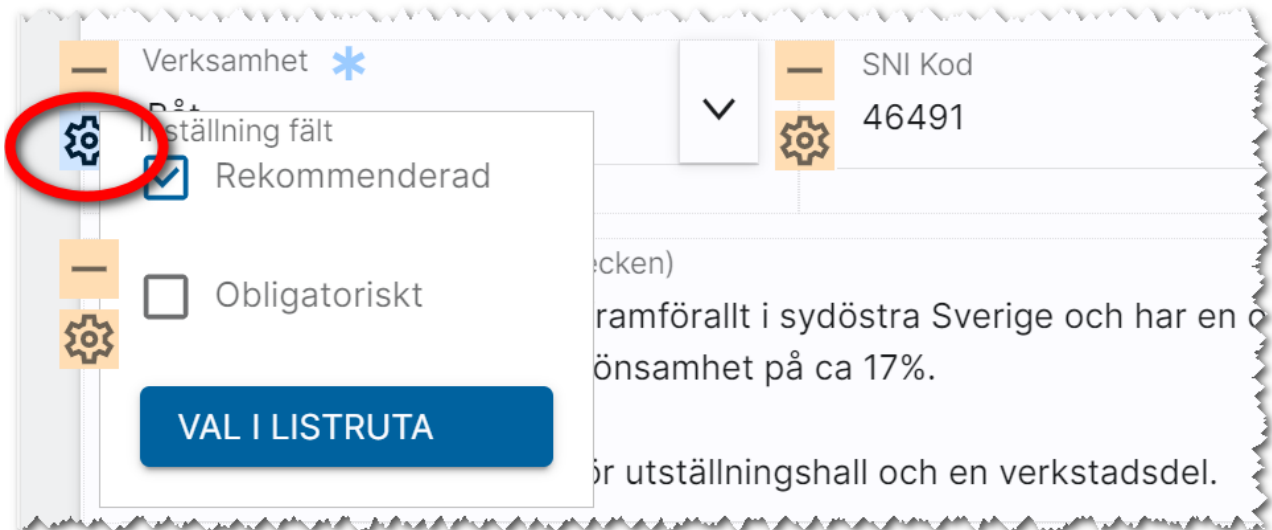 Verksamhet
SNI Kod
46491
Inställning fält
Rekommenderad
Obligatoriskt
VAL I LISTRUTA
ecken)
ramförallt i sydöstra Sverige och har en
önsamhet på ca 17%.
ör utställningshall och en verkstadsdel.